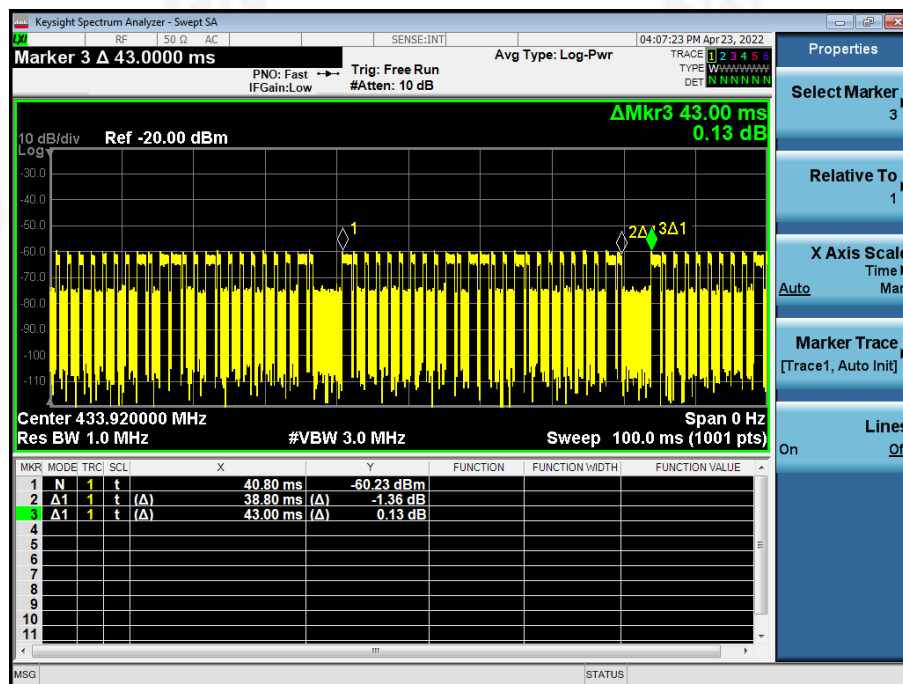 Keysight Spectrum Analyzer - Swept SA
LXI RF 50 Ω AC SENSE:INT 04:07:23 PM Apr 23, 2022
Marker 3 Δ 43.0000 ms
PNO: Fast
IFGain:Low
Trig: Free Run
#Atten: 10 dB
Avg Type: Log-Pwr
TRACE 1 2 3 4 5 6
TYPE WWWWWW
DET N N N N N N
ΔMkr3 43.00 ms
0.13 dB
10 dB/div Ref -20.00 dBm
Log
-30.0
-40.0
-50.0
-60.0
-70.0
-80.0
-90.0
-100
-110
1
2Δ1
3Δ1
Center 433.920000 MHz Span 0 Hz
Res BW 1.0 MHz #VBW 3.0 MHz Sweep 100.0 ms (1001 pts)
MKR MODE TRC SCL X Y FUNCTION FUNCTION WIDTH FUNCTION VALUE
1 N 1 t 40.80 ms -60.23 dBm
2 Δ1 1 t (Δ) 38.80 ms (Δ) -1.36 dB
3 Δ1 1 t (Δ) 43.00 ms (Δ) 0.13 dB
4
5
6
7
8
9
10
11
MSG STATUS
Properties
Select Marker
3
Relative To
1
X Axis Scale
Time
Auto Man
Marker Trace
[Trace1, Auto Init]
Lines
On Off